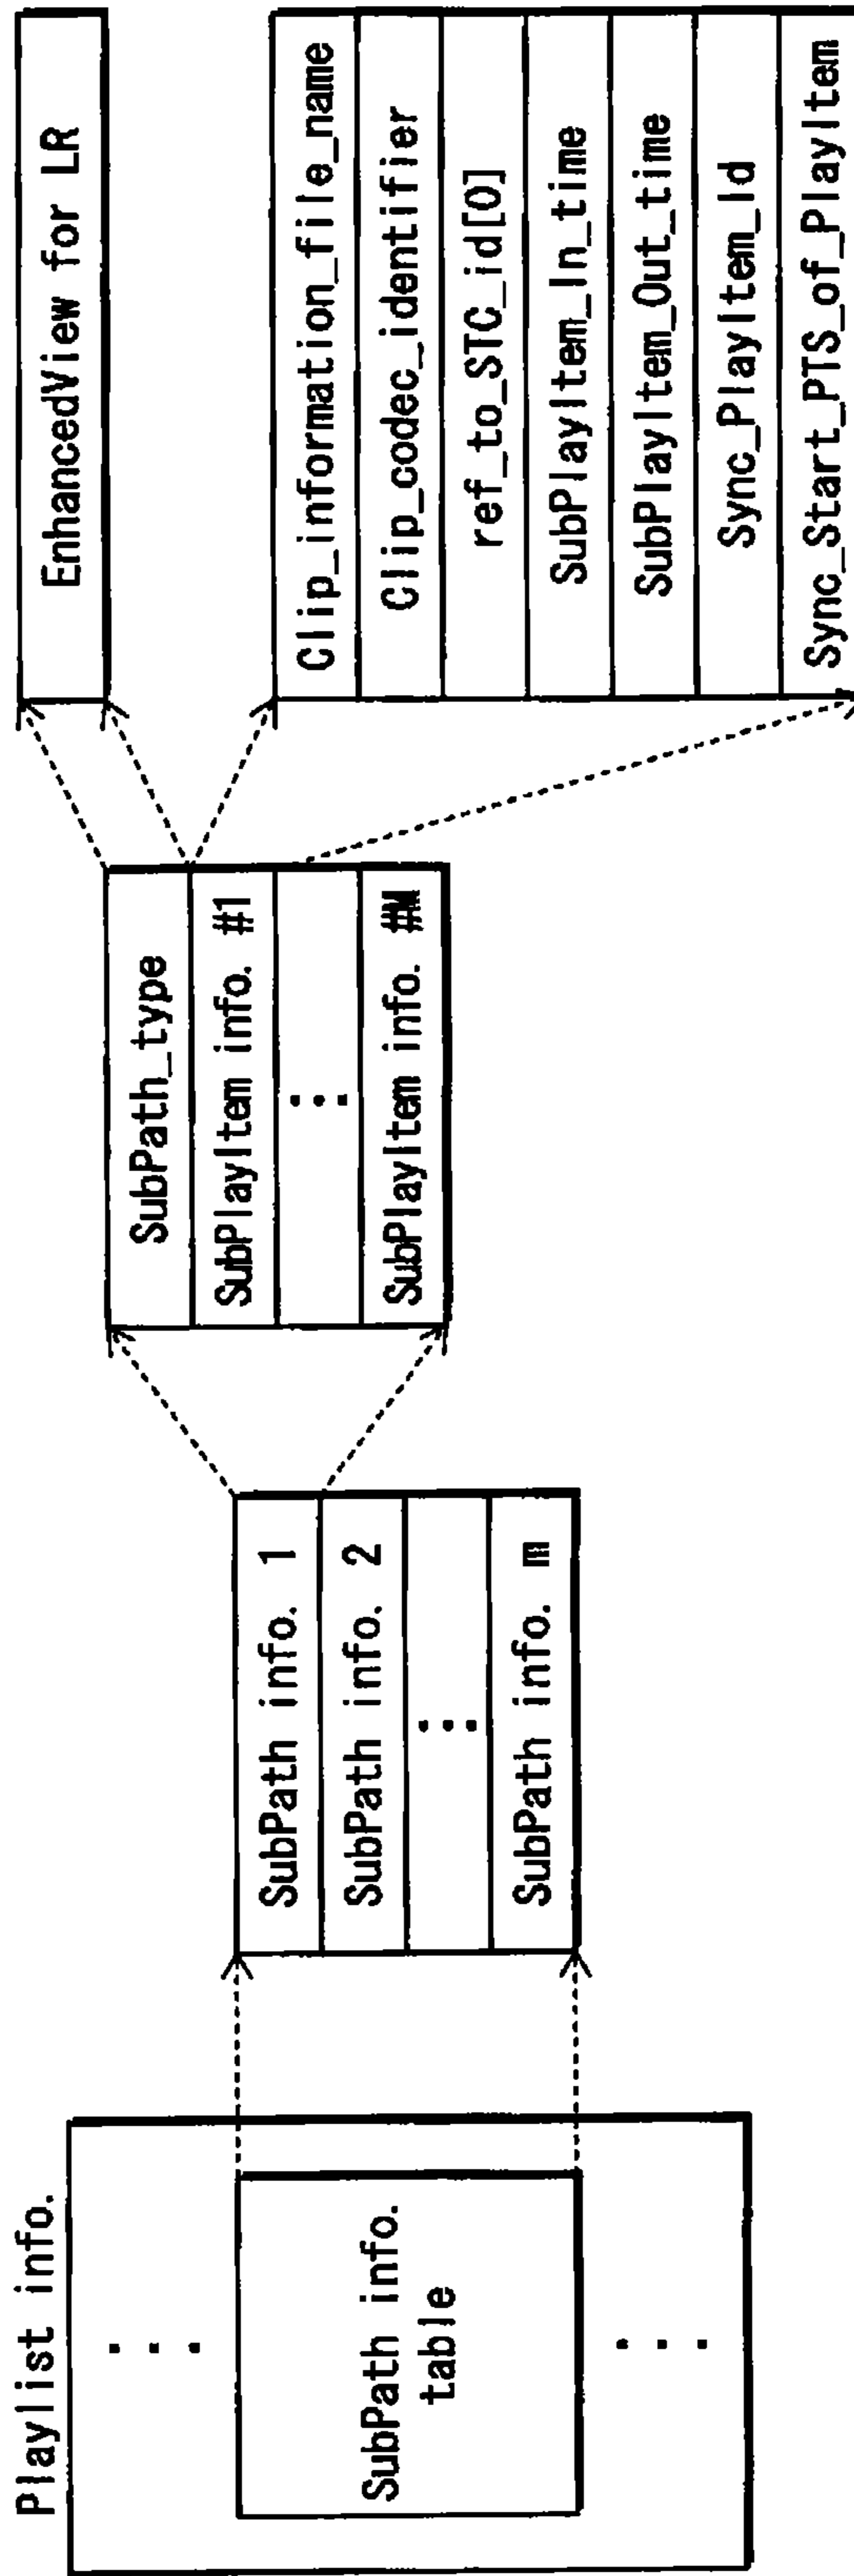 Playlist info.
...
SubPath info.
table
...
SubPath info. 1
SubPath info. 2
...
SubPath info. m
SubPath_type
SubPlayItem info. #1
...
SubPlayItem info. #M
EnhancedView for LR
Clip_information_file_name
Clip_codec_identifier
ref_to_STC_id[0]
SubPlayItem_In_time
SubPlayItem_Out_time
Sync_PlayItem_Id
Sync_Start_PTS_of_PlayItem